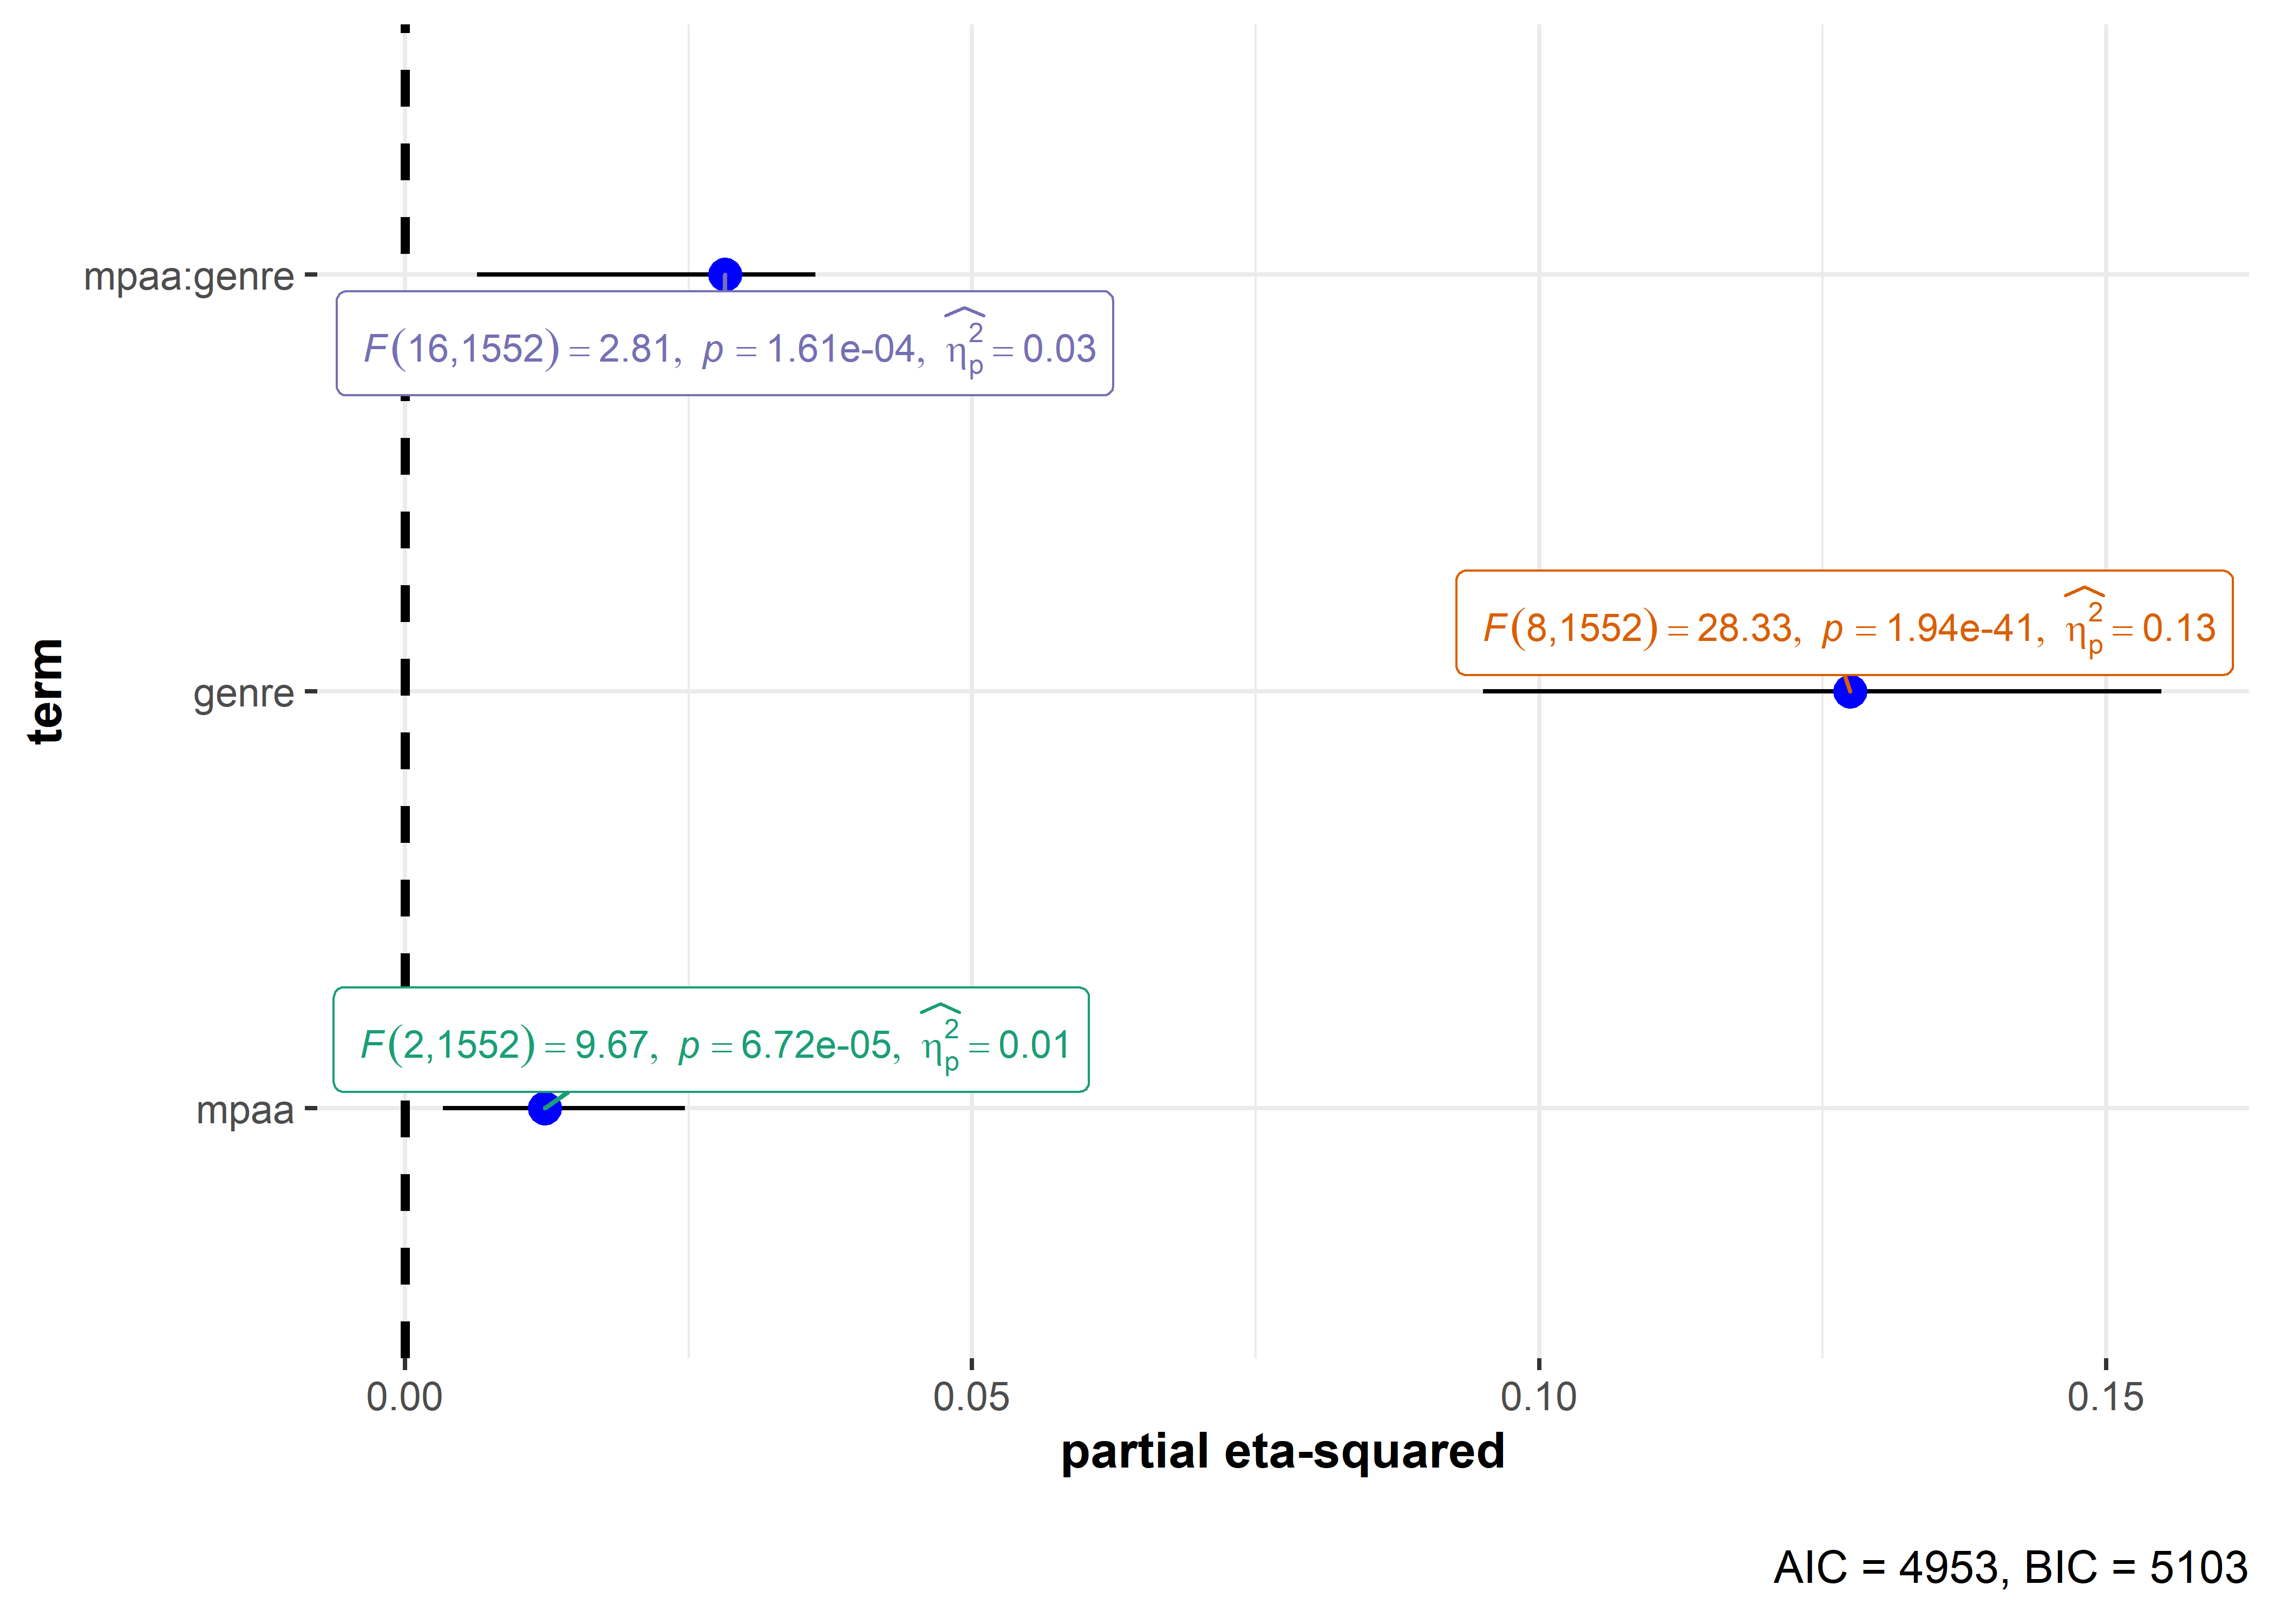 mpaa:genre
F(16,1552) = 2.81, p = 1.61e-04, η̂²ₚ = 0.03
F(8,1552) = 28.33, p = 1.94e-41, η̂²ₚ = 0.13
genre
term
F(2,1552) = 9.67, p = 6.72e-05, η̂²ₚ = 0.01
mpaa
0.00 0.05 0.10 0.15
partial eta-squared
AIC = 4953, BIC = 5103